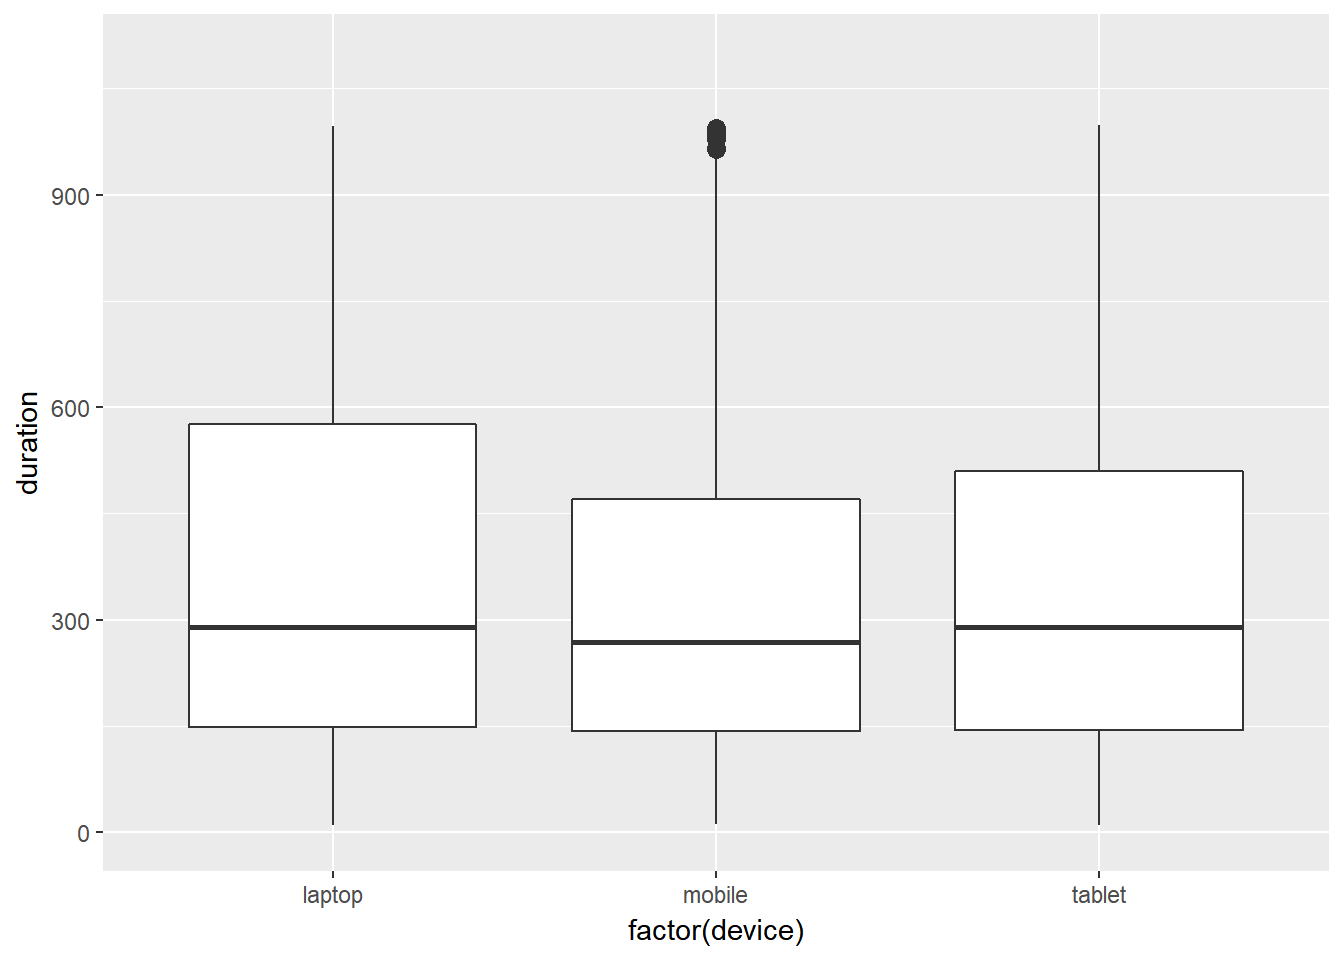 duration
900
600
300
0
laptop mobile tablet
factor(device)